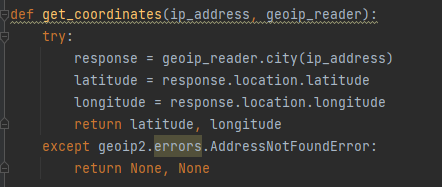 def get_coordinates(ip_address, geoip_reader):
    try:
        response = geoip_reader.city(ip_address)
        latitude = response.location.latitude
        longitude = response.location.longitude
        return latitude, longitude
    except geoip2.errors.AddressNotFoundError:
        return None, None